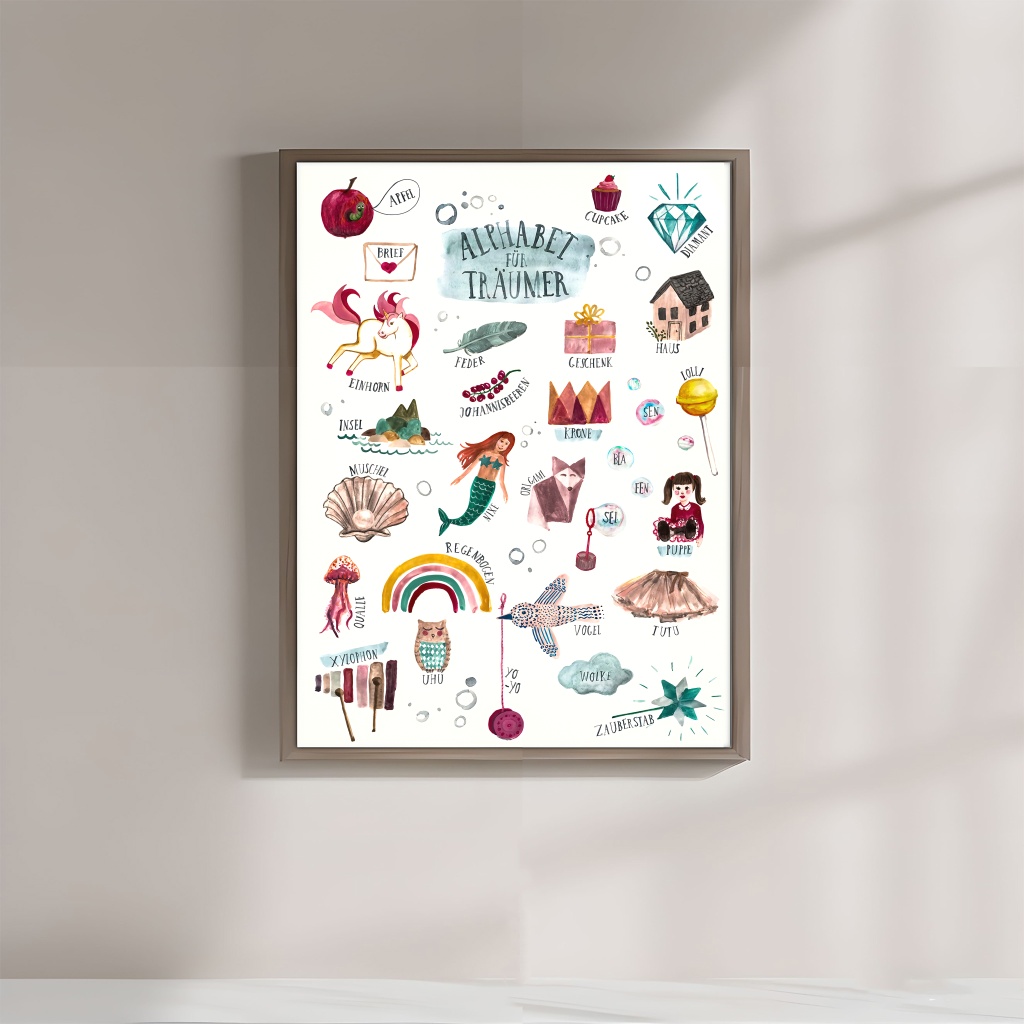 APFEL
CUPCAKE
DIAMANT
BRIEF
ALPHABET
FÜR
TRÄUMER
EINHORN
FEDER
GESCHENK
HAUS
JOHANNISBEEREN
LOLLI
INSEL
KRONE
SEN
BLA
FEN
SEI
MUSCHEL
NIXE
ORIGAMI
PUPPE
QUALLE
REGENBOGEN
VOGEL
TUTU
XYLOPHON
UHU
YO
-YO
WOLKE
ZAUBERSTAB